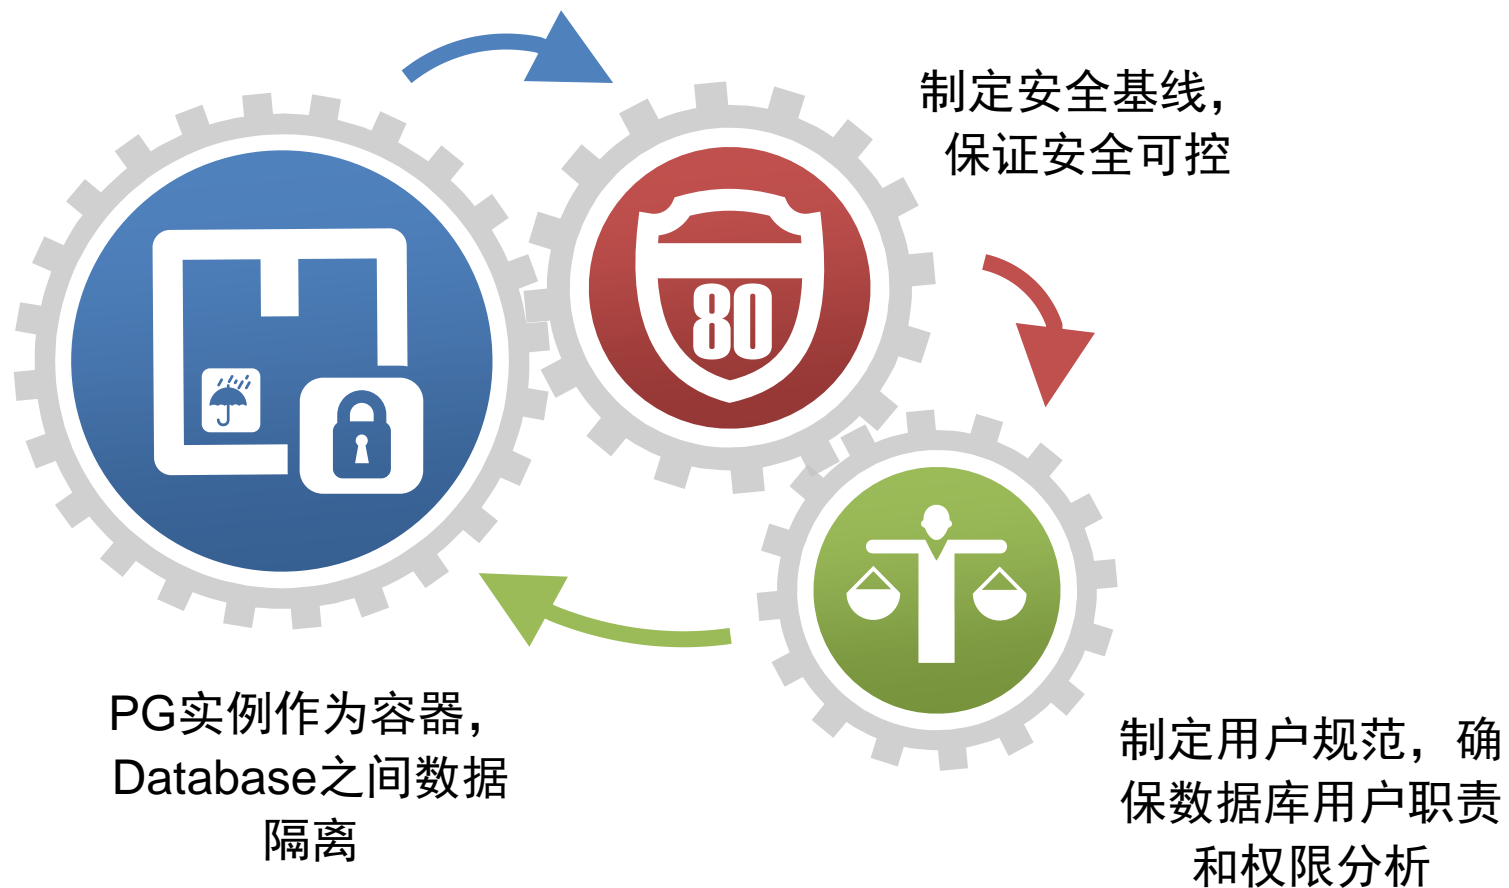 制定安全基线，
保证安全可控
80
PG实例作为容器，
Database之间数据
隔离
制定用户规范，确
保数据库用户职责
和权限分析